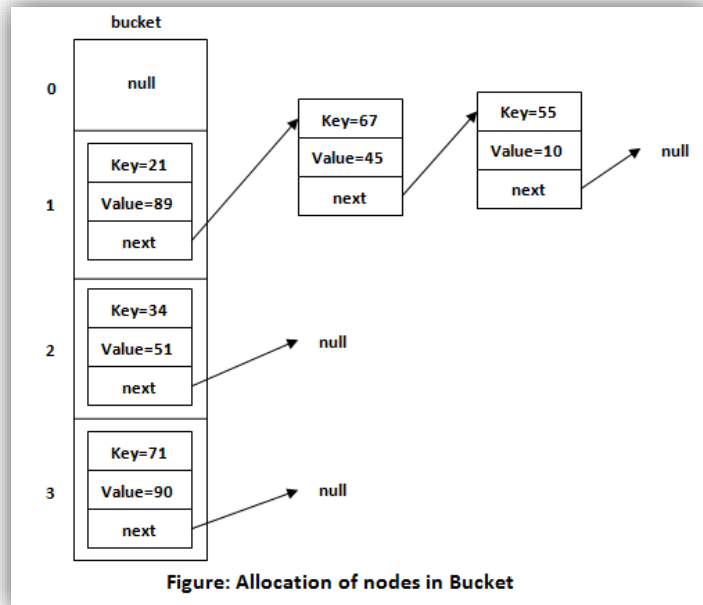 bucket
0
null
1
Key=21
Value=89
next
Key=67
Value=45
next
Key=55
Value=10
next
null
2
Key=34
Value=51
next
null
3
Key=71
Value=90
next
null
Figure: Allocation of nodes in Bucket